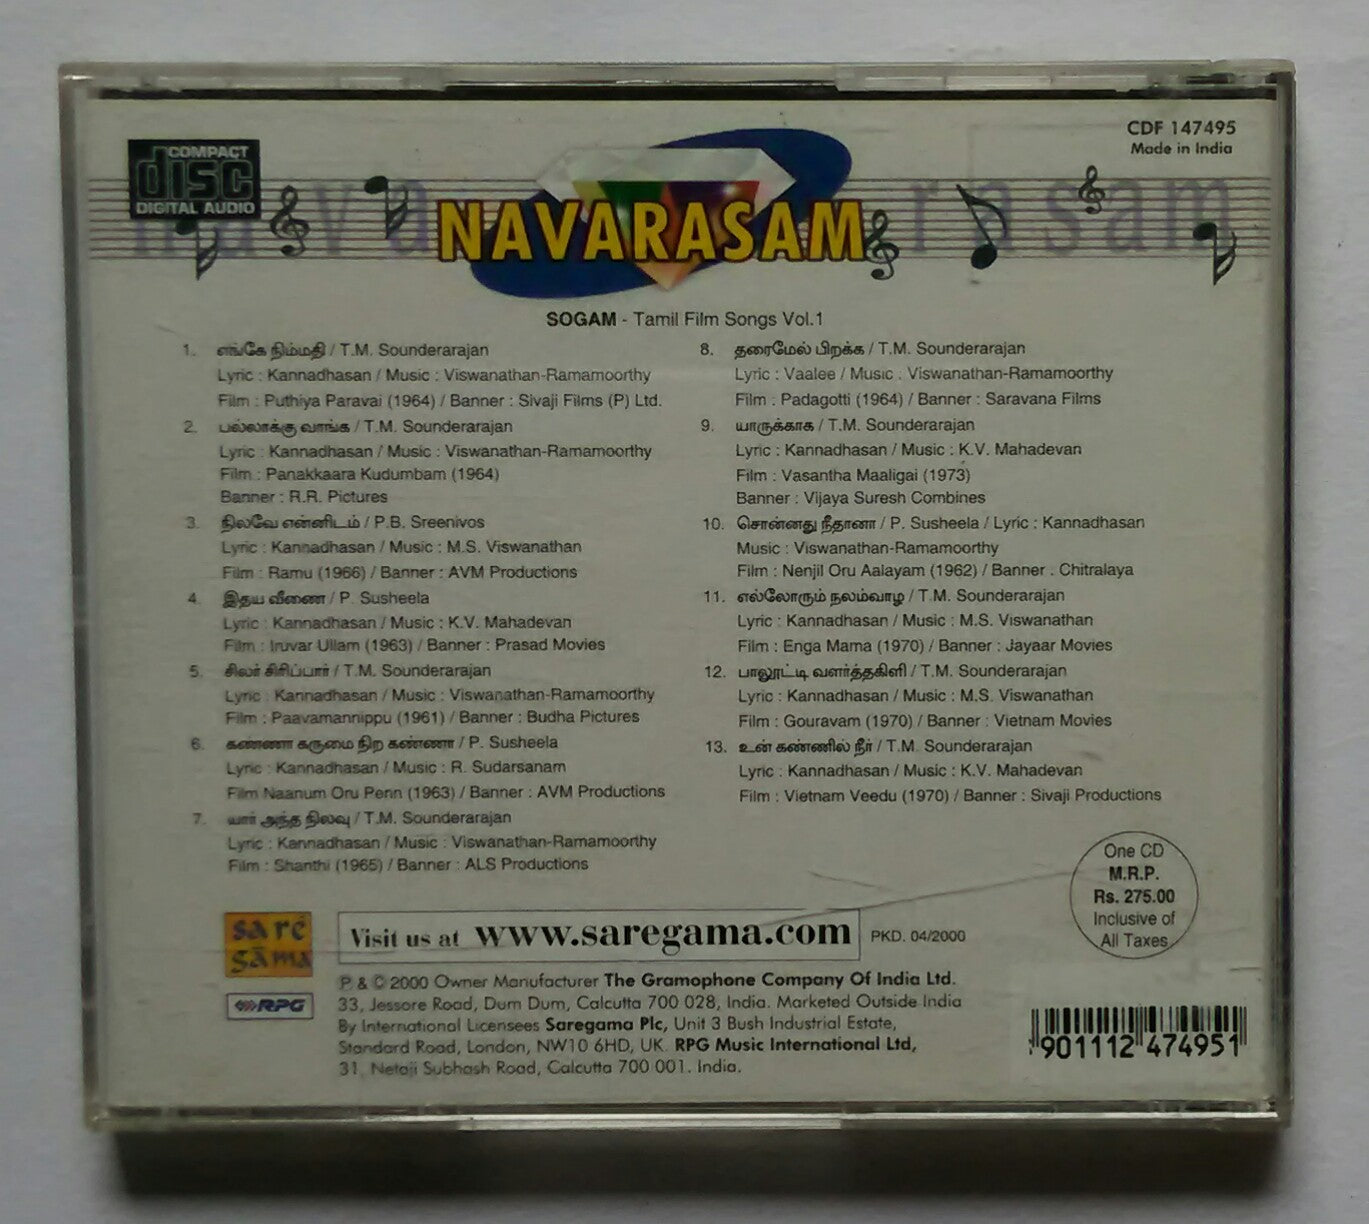 CDF 147495
Made in India
COMPACT
disc
DIGITAL AUDIO
navarasam
NAVARASAM
SOGAM - Tamil Film Songs Vol.1
1. எங்கே நிம்மதி / T.M. Sounderarajan
Lyric : Kannadhasan / Music : Viswanathan-Ramamoorthy
Film : Puthiya Paravai (1964) / Banner : Sivaji Films (P) Ltd.
2. பல்லாக்கு வாங்க / T.M. Sounderarajan
Lyric : Kannadhasan / Music : Viswanathan-Ramamoorthy
Film : Panakkaara Kudumbam (1964)
Banner : R.R. Pictures
3. நிலவே என்னிடம் / P.B. Sreenivos
Lyric : Kannadhasan / Music : M.S. Viswanathan
Film : Ramu (1966) / Banner : AVM Productions
4. இதய வீணை / P. Susheela
Lyric : Kannadhasan / Music : K.V. Mahadevan
Film : Iruvar Ullam (1963) / Banner : Prasad Movies
5. சிலர் சிரிப்பார் / T.M. Sounderarajan
Lyric : Kannadhasan / Music : Viswanathan-Ramamoorthy
Film : Paavamannippu (1961) / Banner : Budha Pictures
6. கண்ணா கருமை நிற கண்ணா / P. Susheela
Lyric : Kannadhasan / Music : R. Sudarsanam
Film Naanum Oru Penn (1963) / Banner : AVM Productions
7. யார் அந்த நிலவு / T.M. Sounderarajan
Lyric : Kannadhasan / Music : Viswanathan-Ramamoorthy
Film : Shanthi (1965) / Banner : ALS Productions
8. தரைமேல் பிறக்க / T.M. Sounderarajan
Lyric : Vaalee / Music : Viswanathan-Ramamoorthy
Film : Padagotti (1964) / Banner : Saravana Films
9. யாருக்காக / T.M. Sounderarajan
Lyric : Kannadhasan / Music : K.V. Mahadevan
Film : Vasantha Maaligai (1973)
Banner : Vijaya Suresh Combines
10. சொன்னது நீதானா / P. Susheela / Lyric : Kannadhasan
Music : Viswanathan-Ramamoorthy
Film : Nenjil Oru Aalayam (1962) / Banner : Chitralaya
11. எல்லோரும் நலம்வாழ / T.M. Sounderarajan
Lyric : Kannadhasan / Music : M.S. Viswanathan
Film : Enga Mama (1970) / Banner : Jayaar Movies
12. பாலூட்டி வளர்த்தகிளி / T.M. Sounderarajan
Lyric : Kannadhasan / Music : M.S. Viswanathan
Film : Gouravam (1970) / Banner : Vietnam Movies
13. உன் கண்ணில் நீர் / T.M. Sounderarajan
Lyric : Kannadhasan / Music : K.V. Mahadevan
Film : Vietnam Veedu (1970) / Banner : Sivaji Productions
One CD
M.R.P.
Rs. 275.00
Inclusive of
All Taxes
sa re
gāma
RPG
Visit us at www.saregama.com
PKD. 04/2000
P & © 2000 Owner Manufacturer The Gramophone Company Of India Ltd.
33, Jessore Road, Dum Dum, Calcutta 700 028, India. Marketed Outside India
By International Licensees Saregama Plc, Unit 3 Bush Industrial Estate,
Standard Road, London, NW10 6HD, UK. RPG Music International Ltd,
31, Netaji Subhash Road, Calcutta 700 001. India.
901112 474951